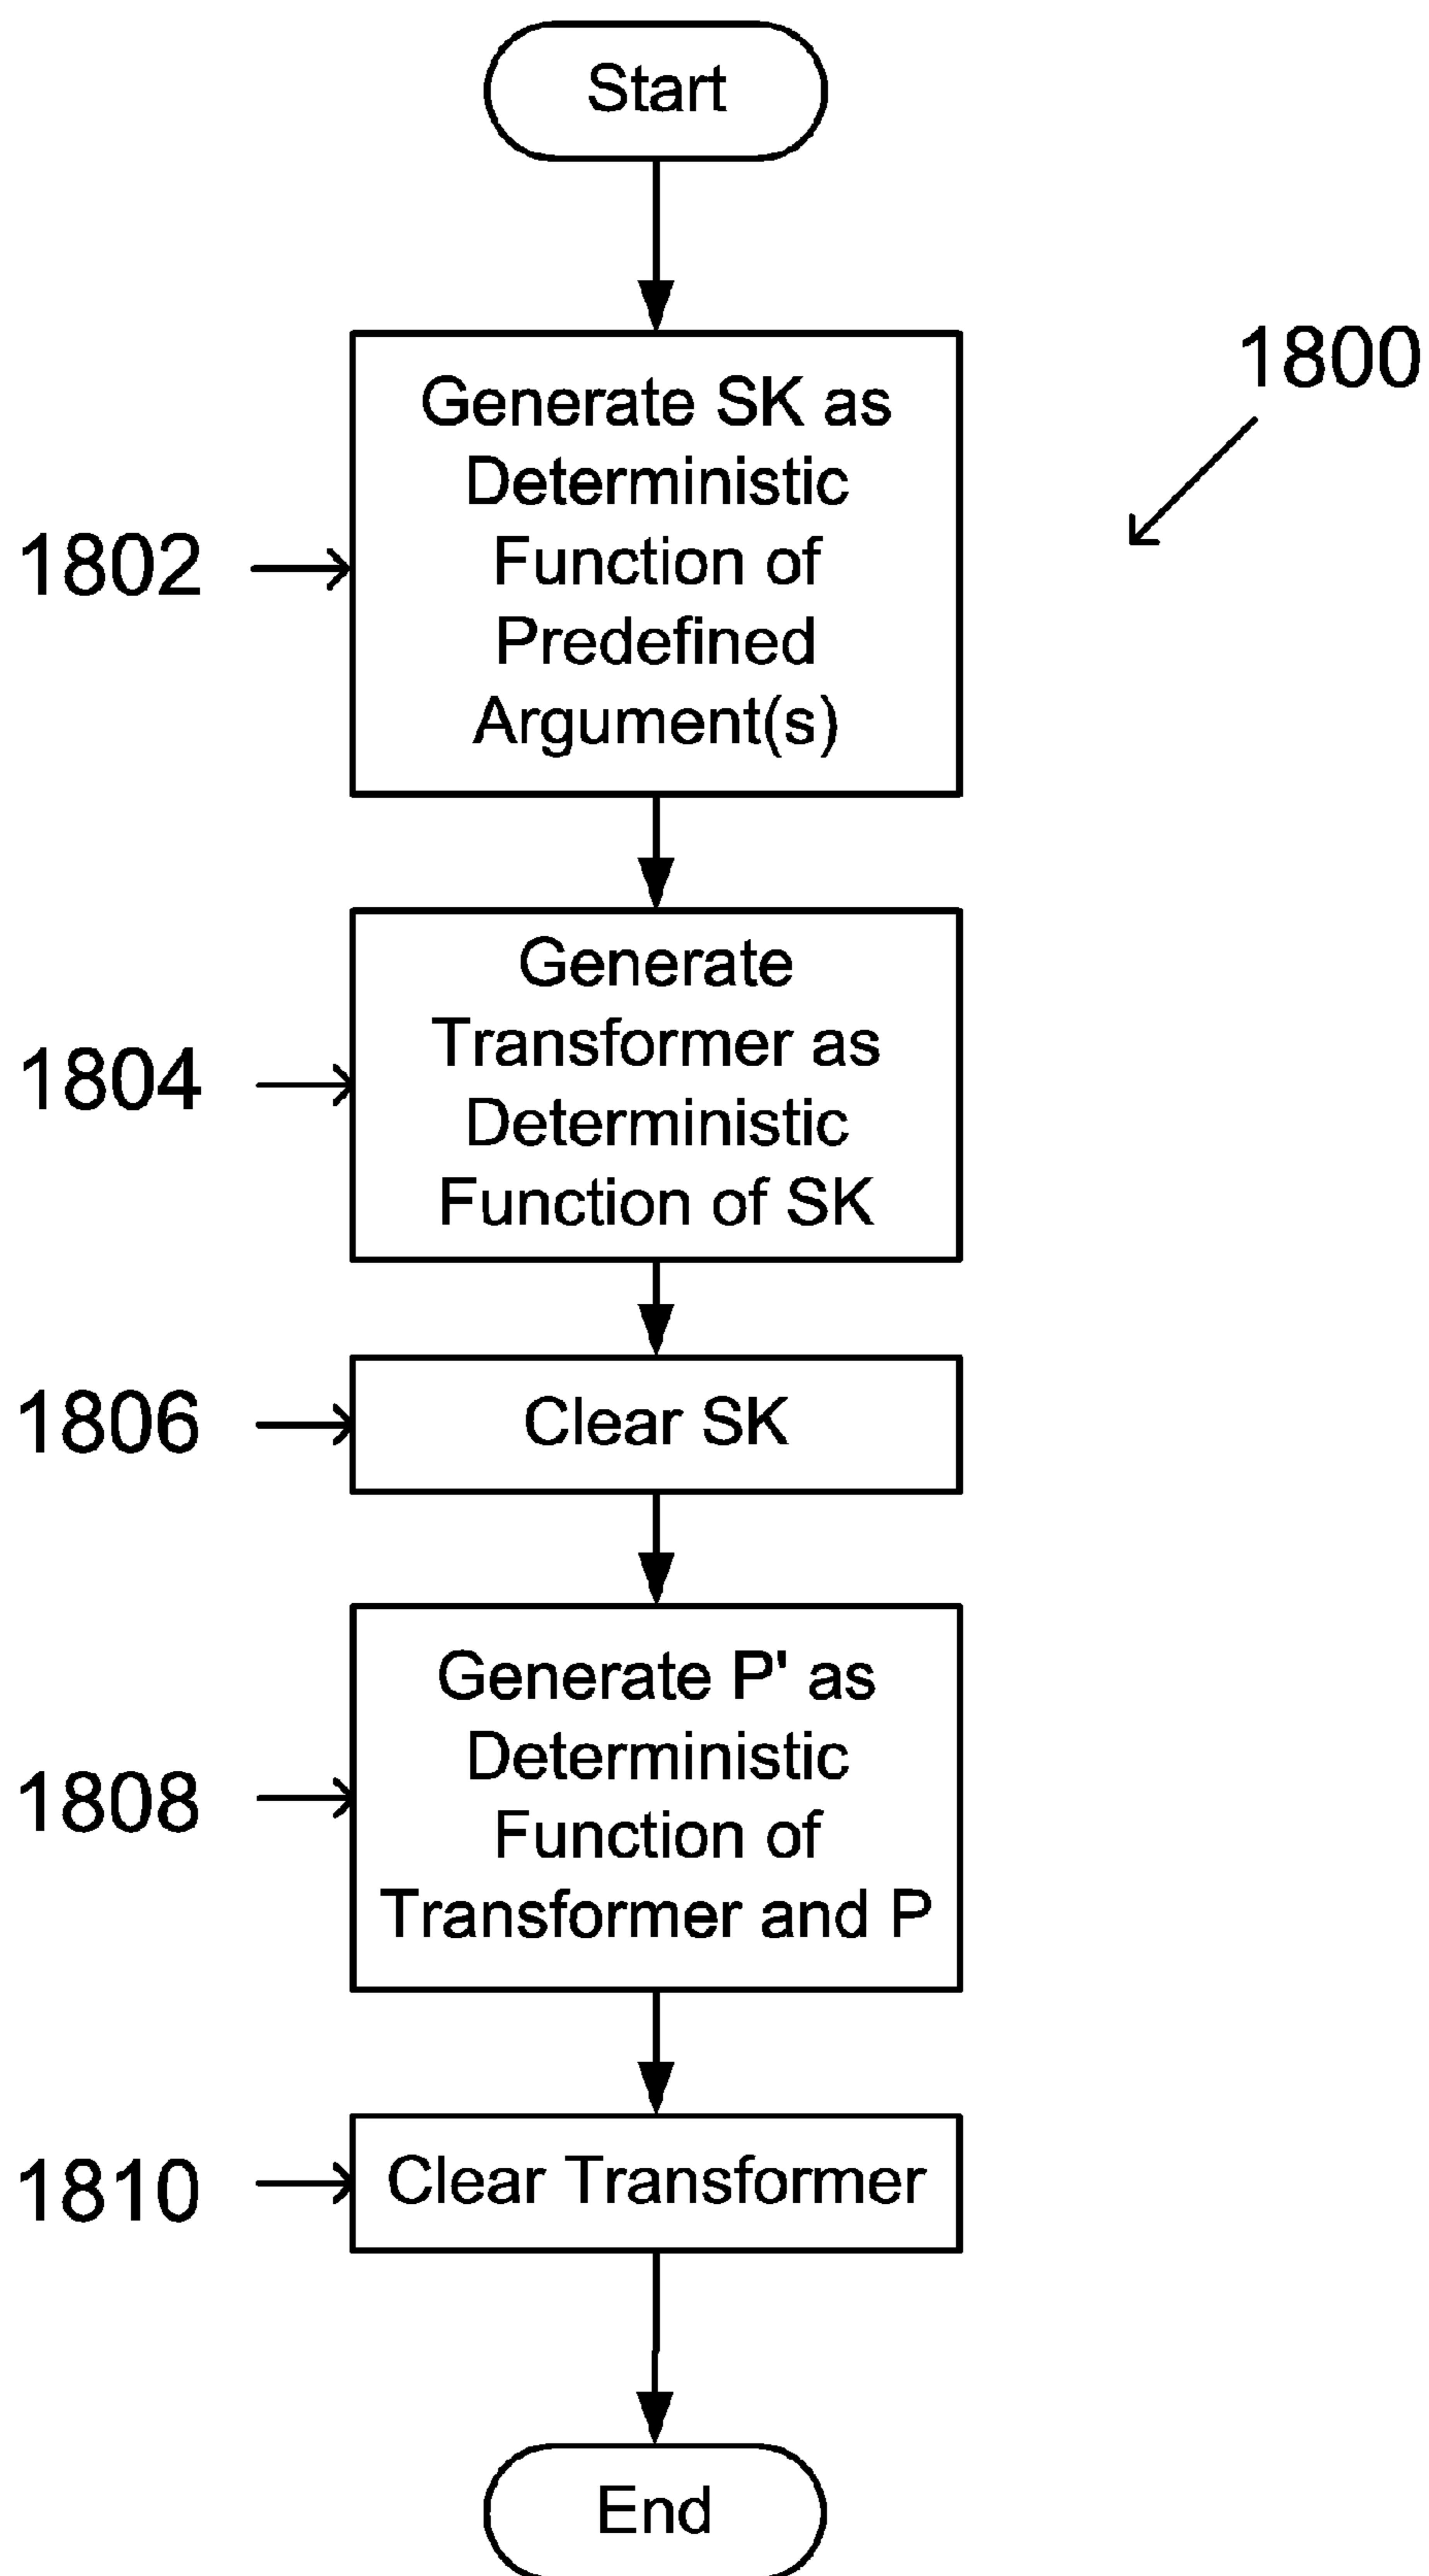 Start
1800
Generate SK as
Deterministic
Function of
Predefined
Argument(s)
1802
Generate
Transformer as
Deterministic
Function of SK
1804
Clear SK
1806
Generate P' as
Deterministic
Function of
Transformer and P
1808
Clear Transformer
1810
End